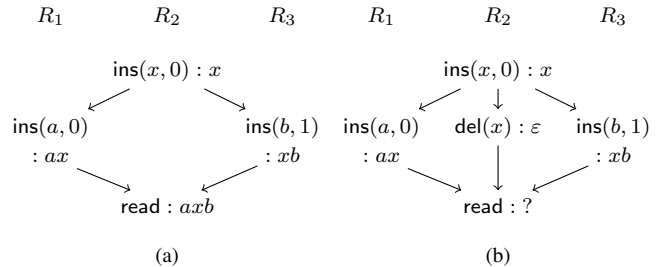 R₁ R₂ R₃ R₁ R₂ R₃
ins(x, 0) : x ins(x, 0) : x
ins(a, 0) ins(b, 1) ins(a, 0) del(x) : ε ins(b, 1)
: ax : xb : ax : xb
read : axb read : ?
(a) (b)